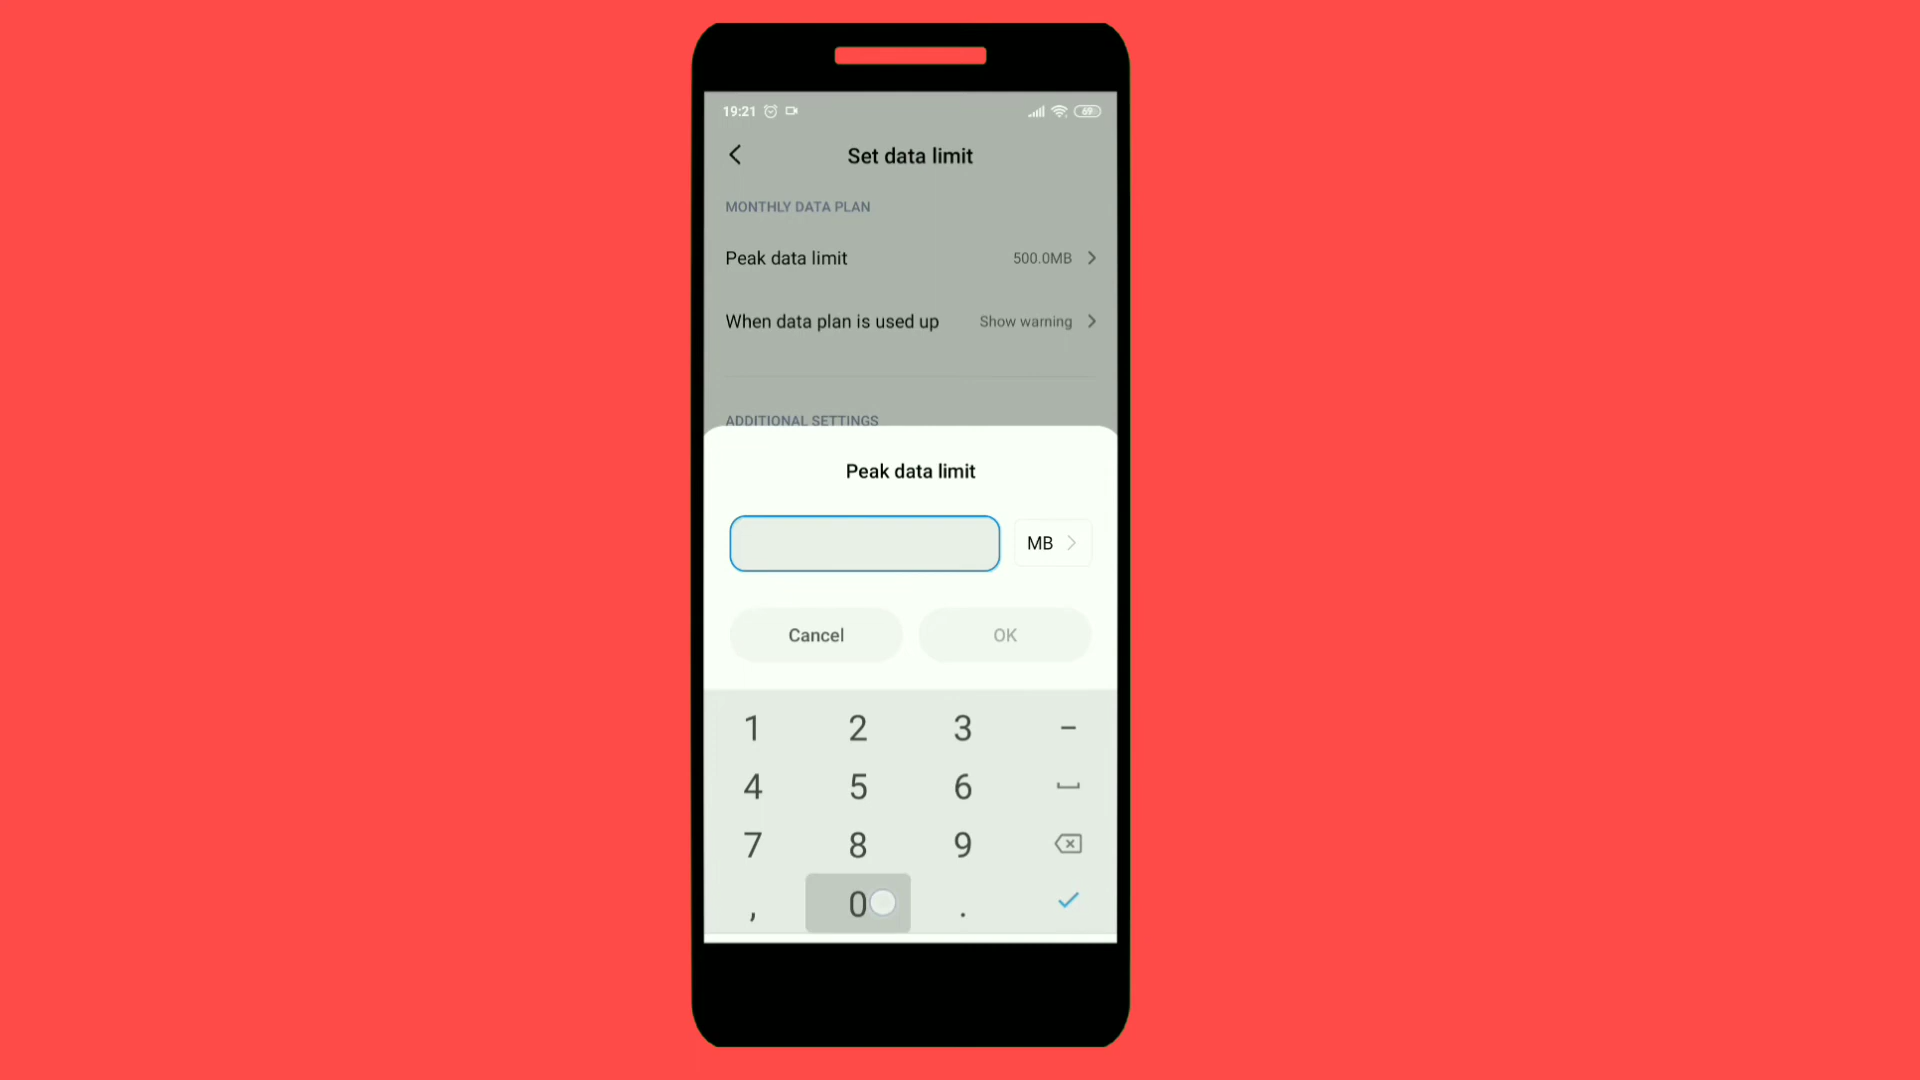 19:21
69
Set data limit
MONTHLY DATA PLAN
Peak data limit 500.0MB
When data plan is used up Show warning
ADDITIONAL SETTINGS
Peak data limit
MB
Cancel OK
1 2 3 -
4 5 6
7 8 9
, 0 .